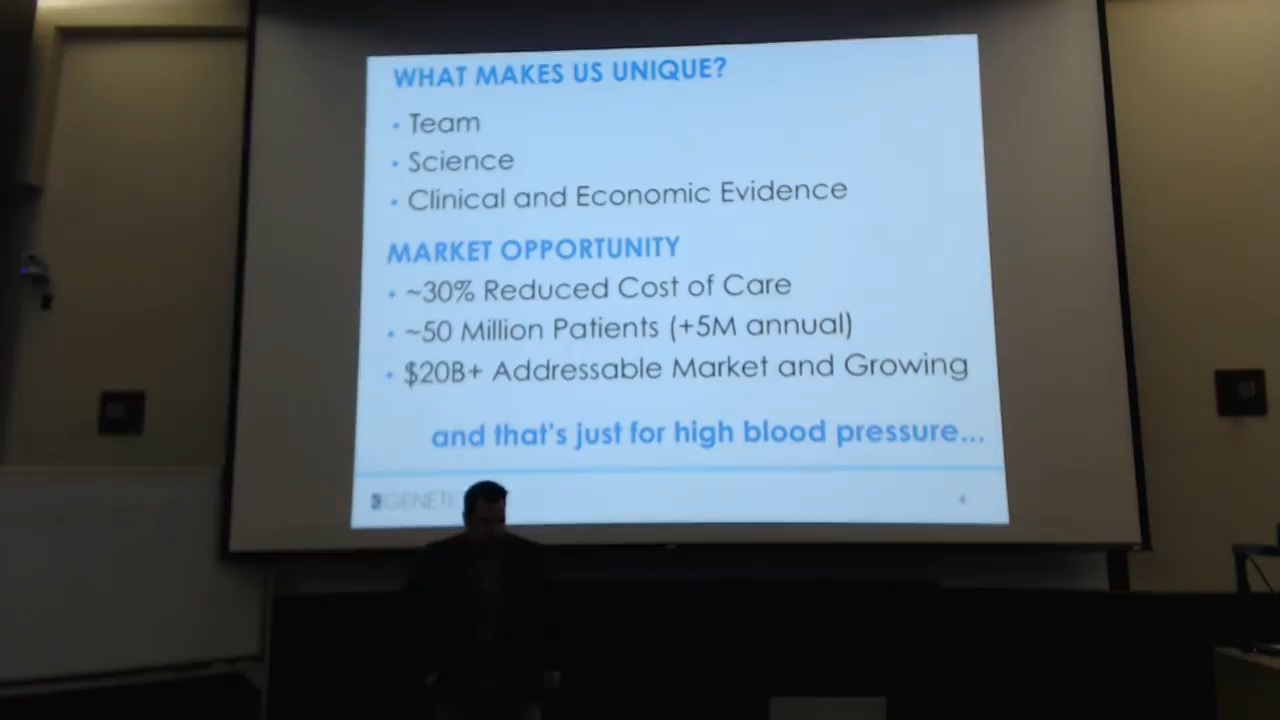 WHAT MAKES US UNIQUE?
• Team
• Science
• Clinical and Economic Evidence
MARKET OPPORTUNITY
• ~30% Reduced Cost of Care
• ~50 Million Patients (+5M annual)
• $20B+ Addressable Market and Growing
and that's just for high blood pressure...